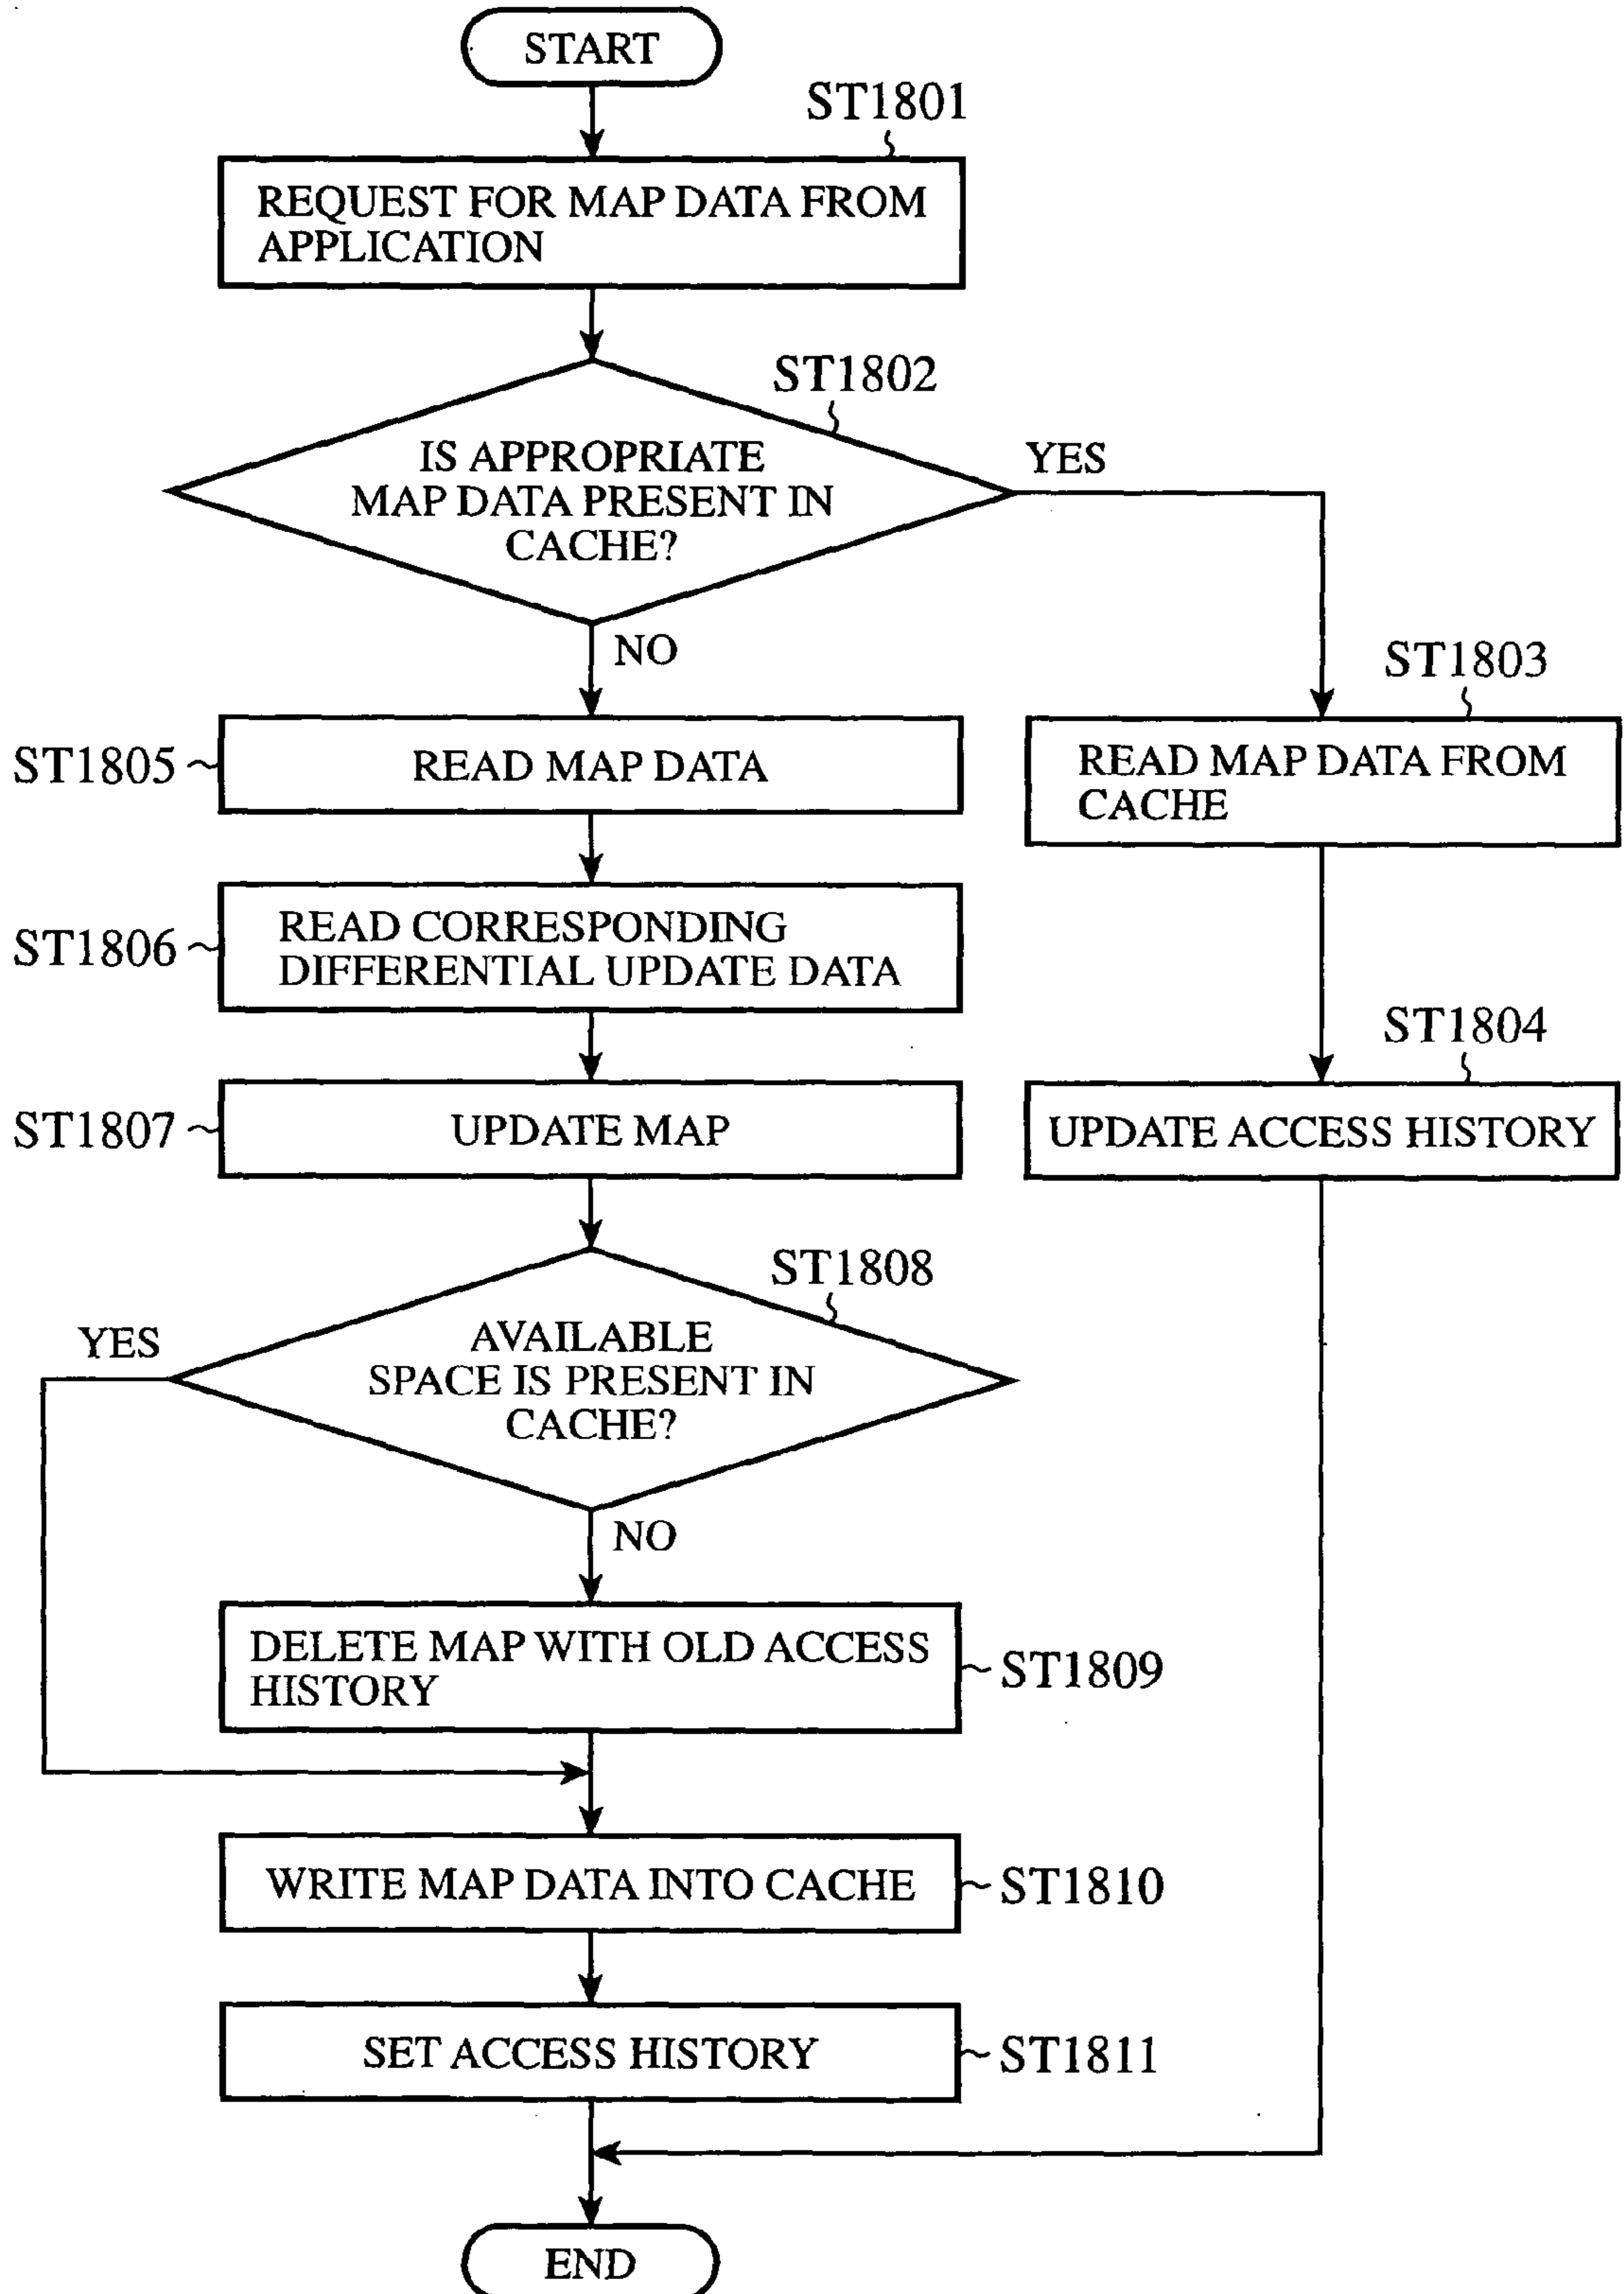 START
ST1801
REQUEST FOR MAP DATA FROM
APPLICATION
ST1802
IS APPROPRIATE
MAP DATA PRESENT IN
CACHE?
YES
NO
ST1803
ST1805
READ MAP DATA
READ MAP DATA FROM
CACHE
ST1806
READ CORRESPONDING
DIFFERENTIAL UPDATE DATA
ST1804
ST1807
UPDATE MAP
UPDATE ACCESS HISTORY
ST1808
YES
AVAILABLE
SPACE IS PRESENT IN
CACHE?
NO
DELETE MAP WITH OLD ACCESS
HISTORY
ST1809
WRITE MAP DATA INTO CACHE
ST1810
SET ACCESS HISTORY
ST1811
END